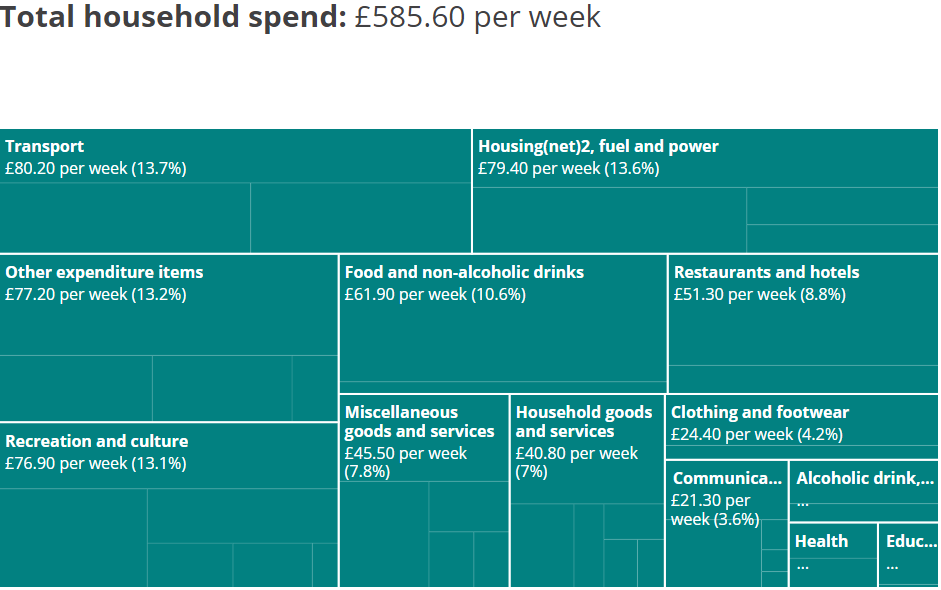 Total household spend: £585.60 per week
Transport
£80.20 per week (13.7%)
Housing(net)2, fuel and power
£79.40 per week (13.6%)
Other expenditure items
£77.20 per week (13.2%)
Food and non-alcoholic drinks
£61.90 per week (10.6%)
Restaurants and hotels
£51.30 per week (8.8%)
Recreation and culture
£76.90 per week (13.1%)
Miscellaneous
goods and services
£45.50 per week
(7.8%)
Household goods
and services
£40.80 per week
(7%)
Clothing and footwear
£24.40 per week (4.2%)
Communica...
£21.30 per
week (3.6%)
Alcoholic drink,...
...
Health
...
Educ...
...